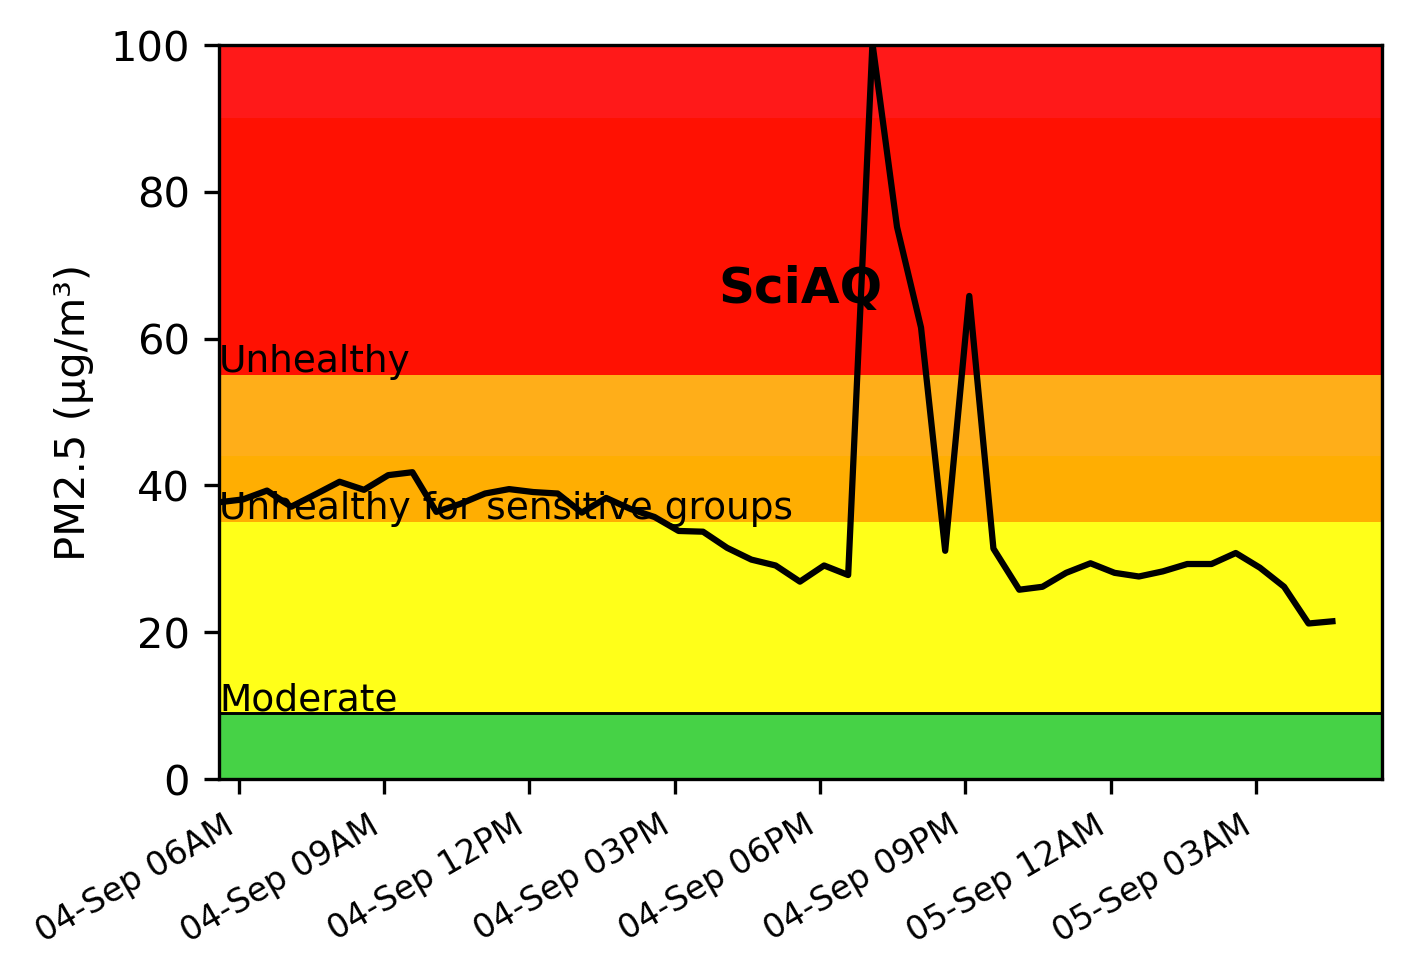 100
80
60
40
20
0
PM2.5 (µg/m³)
SciAQ
Unhealthy
Unhealthy for sensitive groups
Moderate
04-Sep 06AM
04-Sep 09AM
04-Sep 12PM
04-Sep 03PM
04-Sep 06PM
04-Sep 09PM
05-Sep 12AM
05-Sep 03AM